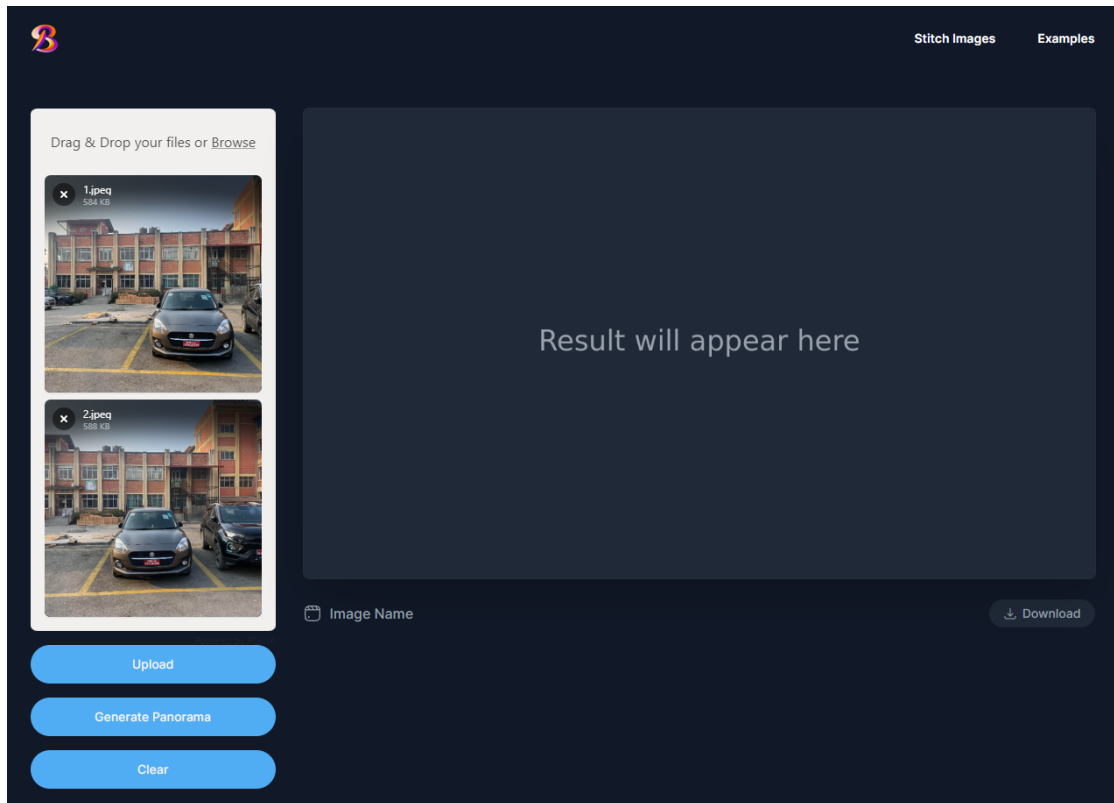 Stitch Images
Examples
Drag & Drop your files or Browse
1.jpeg
584 KB
2.jpeg
588 KB
Result will appear here
Image Name
Download
Upload
Generate Panorama
Clear